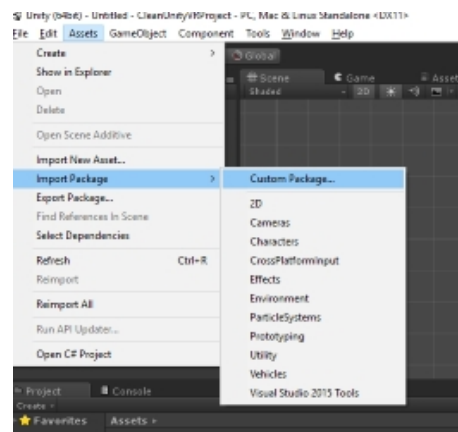 Unity (64bit) - Untitled - CleanUnityVRProject - PC, Mac & Linux Standalone <DX11>
File Edit Assets GameObject Component Tools Window Help
Create
Show in Explorer
Open
Delete
Open Scene Additive
Import New Asset...
Import Package
Export Package...
Find References In Scene
Select Dependencies
Refresh Ctrl+R
Reimport
Reimport All
Run API Updater...
Open C# Project
Custom Package...
2D
Cameras
Characters
CrossPlatformInput
Effects
Environment
ParticleSystems
Prototyping
Utility
Vehicles
Visual Studio 2015 Tools
Global
Scene Game Asset
Shaded 2D
Project Console
Create
Favorites Assets